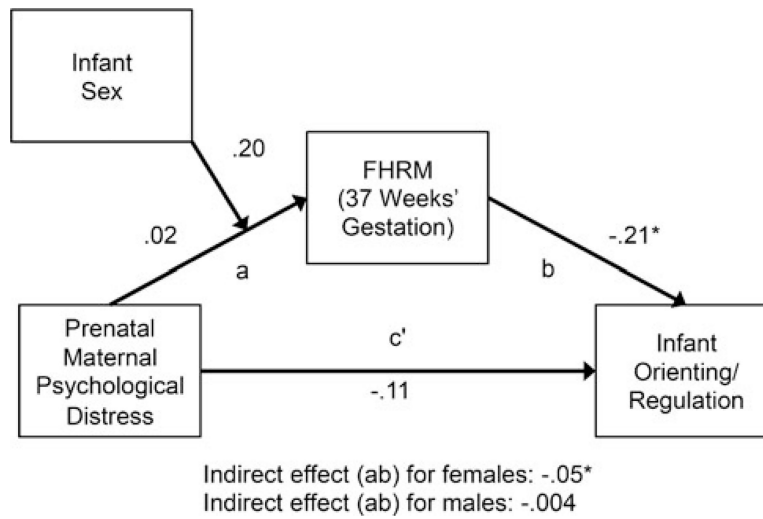 Infant
Sex
.20
FHRM
(37 Weeks'
Gestation)
.02
a
b
-.21*
Prenatal
Maternal
Psychological
Distress
c'
-.11
Infant
Orienting/
Regulation
Indirect effect (ab) for females: -.05*
Indirect effect (ab) for males: -.004